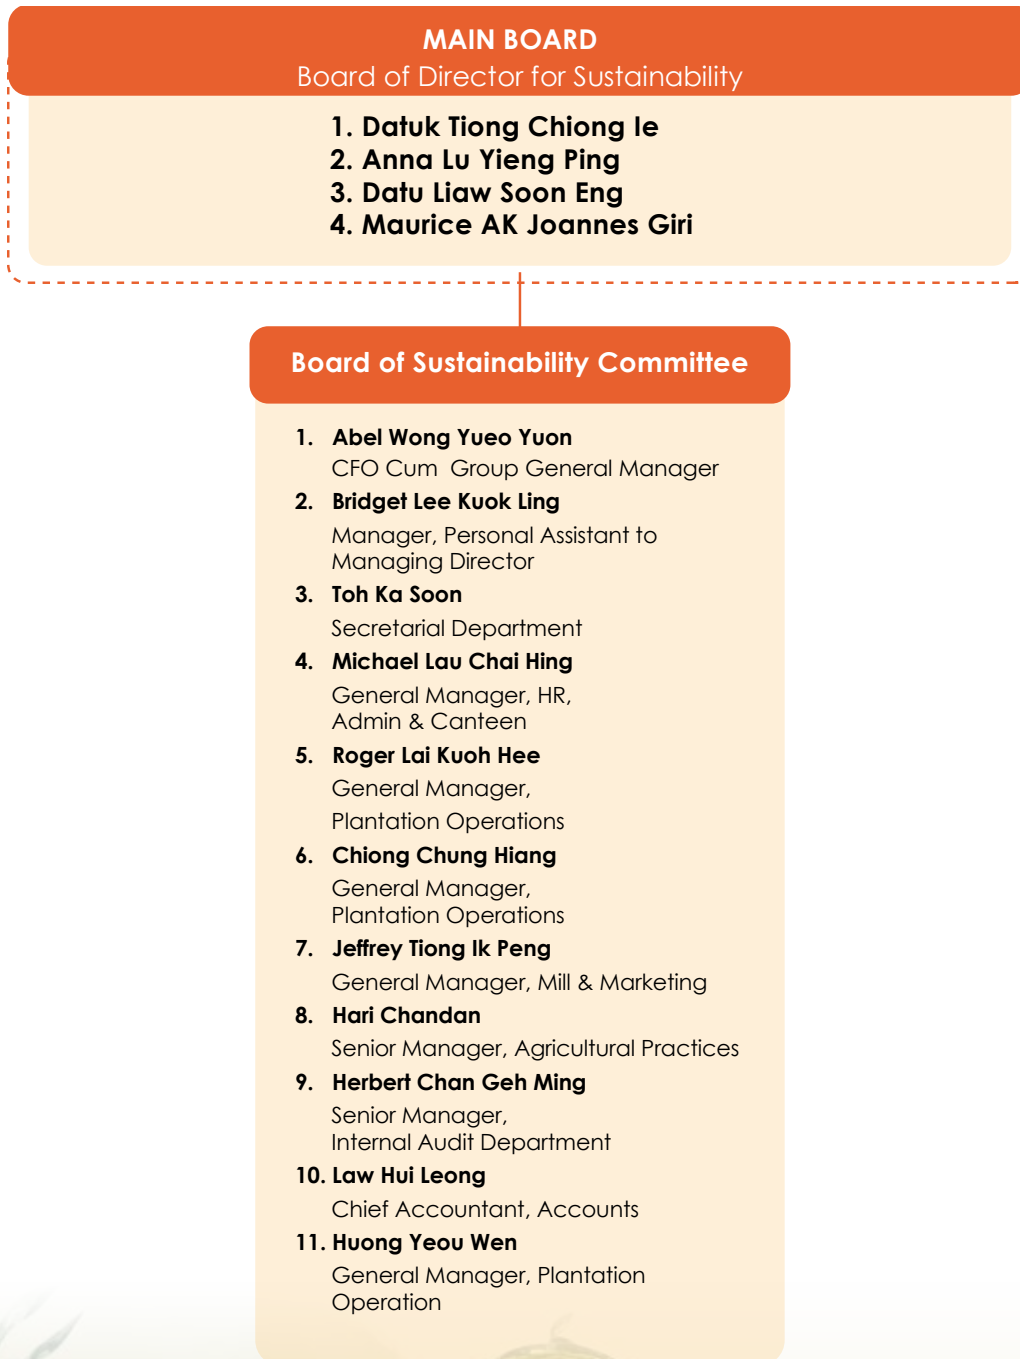 MAIN BOARD
Board of Director for Sustainability
1. Datuk Tiong Chiong Ie
2. Anna Lu Yieng Ping
3. Datu Liaw Soon Eng
4. Maurice AK Joannes Giri
Board of Sustainability Committee
1. Abel Wong Yueo Yuon
CFO Cum Group General Manager
2. Bridget Lee Kuok Ling
Manager, Personal Assistant to
Managing Director
3. Toh Ka Soon
Secretarial Department
4. Michael Lau Chai Hing
General Manager, HR,
Admin & Canteen
5. Roger Lai Kuoh Hee
General Manager,
Plantation Operations
6. Chiong Chung Hiang
General Manager,
Plantation Operations
7. Jeffrey Tiong Ik Peng
General Manager, Mill & Marketing
8. Hari Chandan
Senior Manager, Agricultural Practices
9. Herbert Chan Geh Ming
Senior Manager,
Internal Audit Department
10. Law Hui Leong
Chief Accountant, Accounts
11. Huong Yeou Wen
General Manager, Plantation
Operation